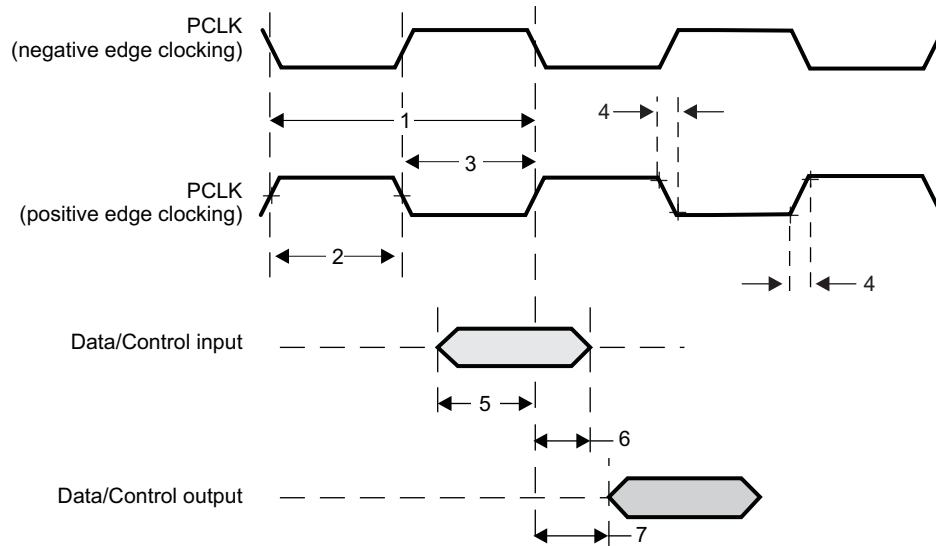 PCLK
(negative edge clocking)
1
4
3
PCLK
(positive edge clocking)
2
4
Data/Control input
5
6
Data/Control output
7